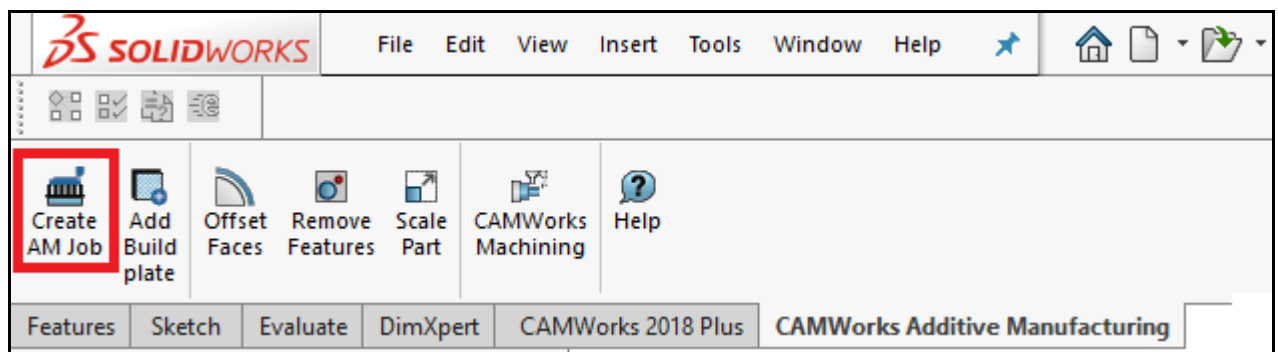 SOLIDWORKS File Edit View Insert Tools Window Help
Create Add Offset Remove Scale CAMWorks Help
AM Job Build Faces Features Part Machining
plate
Features Sketch Evaluate DimXpert CAMWorks 2018 Plus CAMWorks Additive Manufacturing